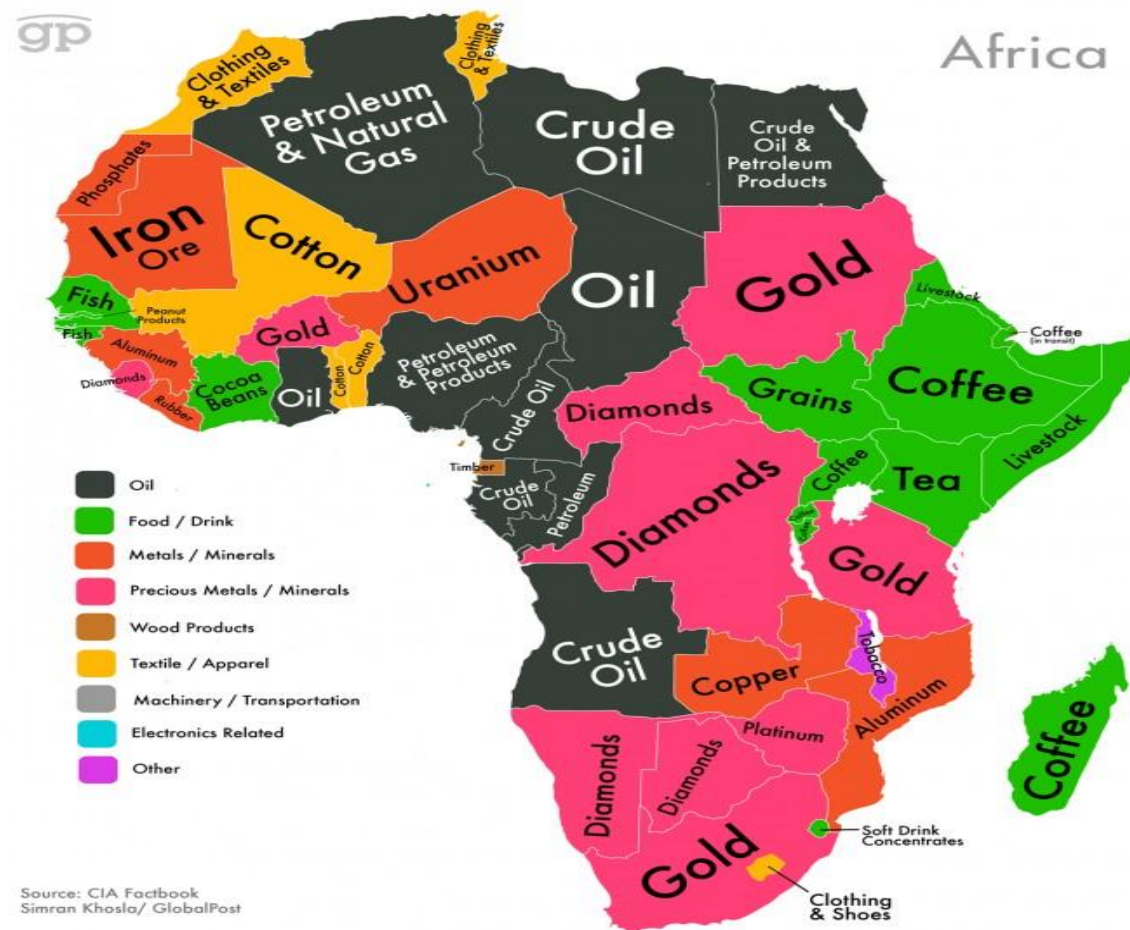 gp
Africa
Clothing
& Textiles
Clothing
& Textiles
Petroleum
& Natural
Gas
Crude
Oil
Crude
Oil &
Petroleum
Products
Phosphates
Iron
Ore
Cotton
Uranium
Oil
Gold
Livestock
Coffee
(in transit)
Fish
Peanut
Products
Fish
Gold
Aluminum
Diamonds
Rubber
Cocoa
Beans
Oil
Cotton
Cotton
Petroleum
& Petroleum
Products
Crude Oil
Diamonds
Grains
Coffee
Livestock
Timber
Crude
Oil
Petroleum
Diamonds
Coffee
Tea
Gold
Oil
Food / Drink
Metals / Minerals
Precious Metals / Minerals
Wood Products
Textile / Apparel
Machinery / Transportation
Electronics Related
Other
Crude
Oil
Copper
Tobacco
Aluminum
Diamonds
Diamonds
Platinum
Coffee
Gold
Soft Drink
Concentrates
Clothing
& Shoes
Source: CIA Factbook
Simran Khosla/ GlobalPost